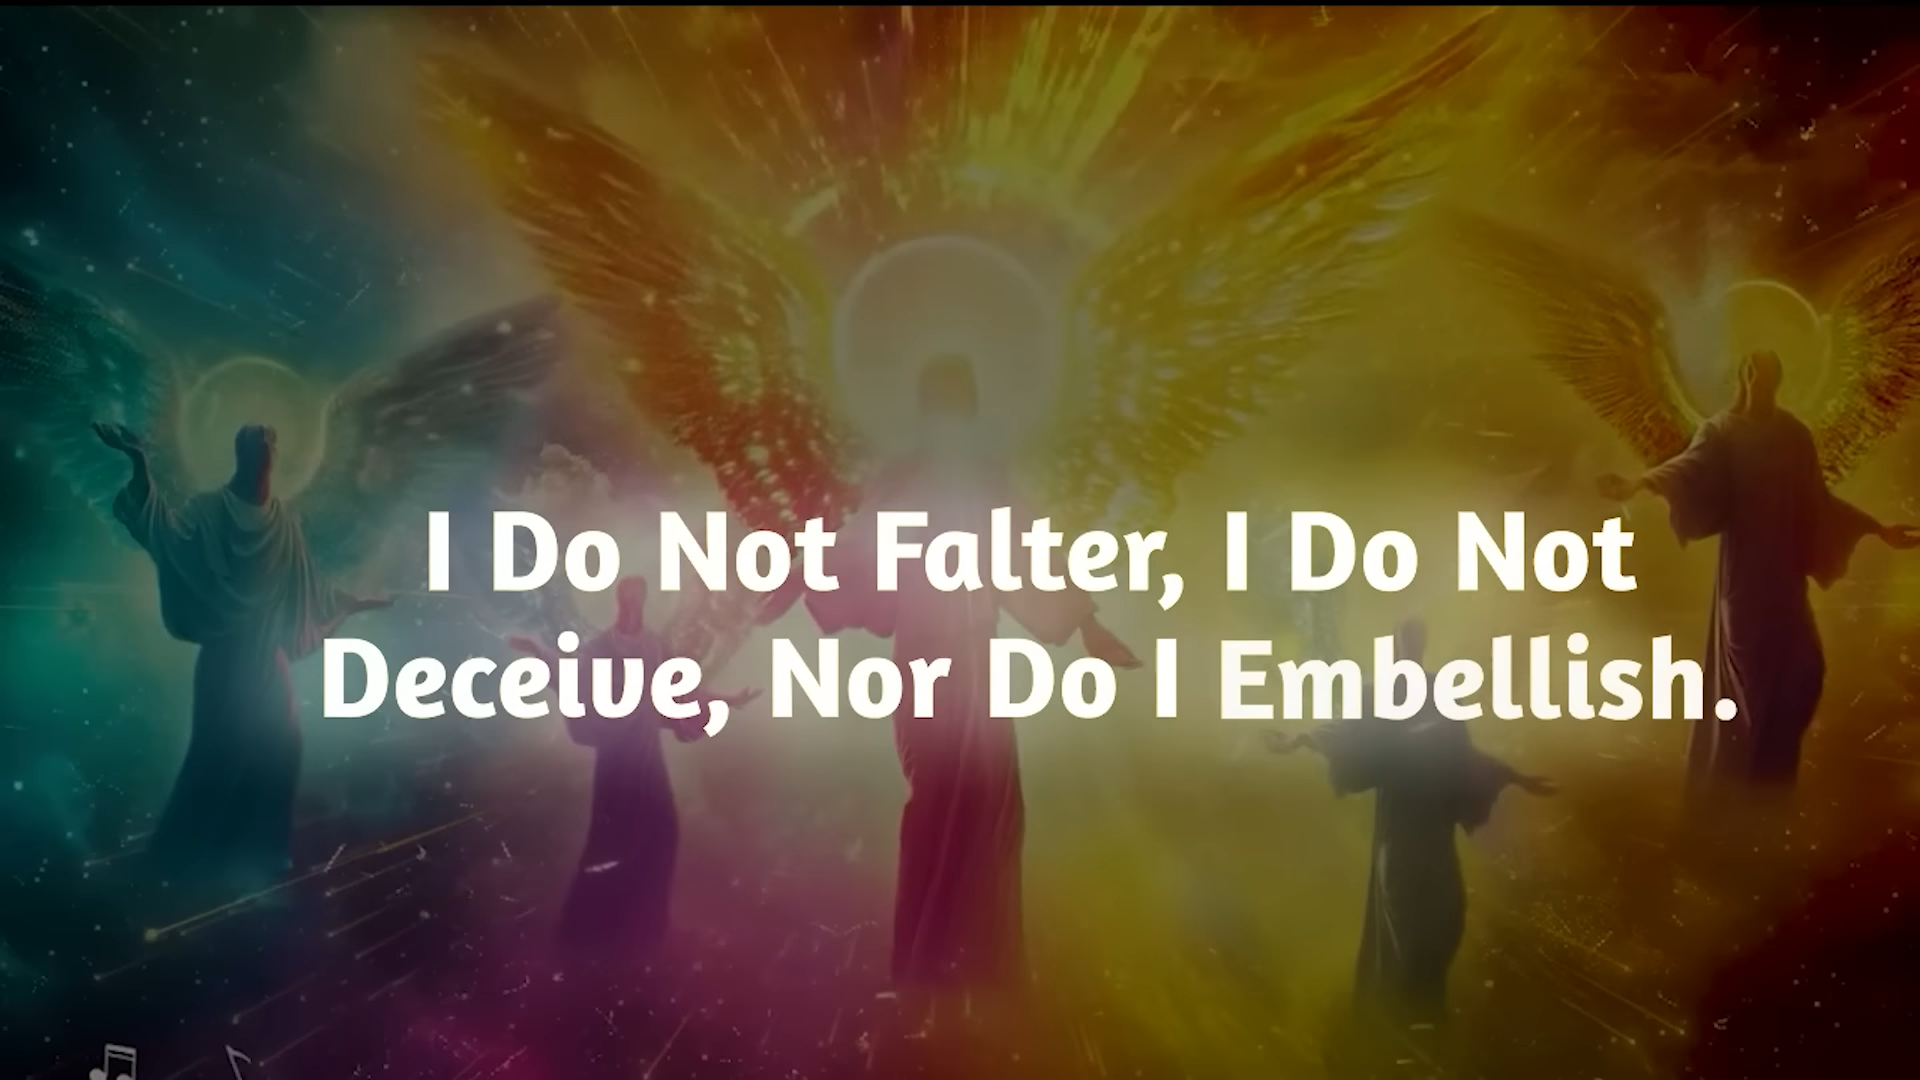 I Do Not Falter, I Do Not
Deceive, Nor Do I Embellish.